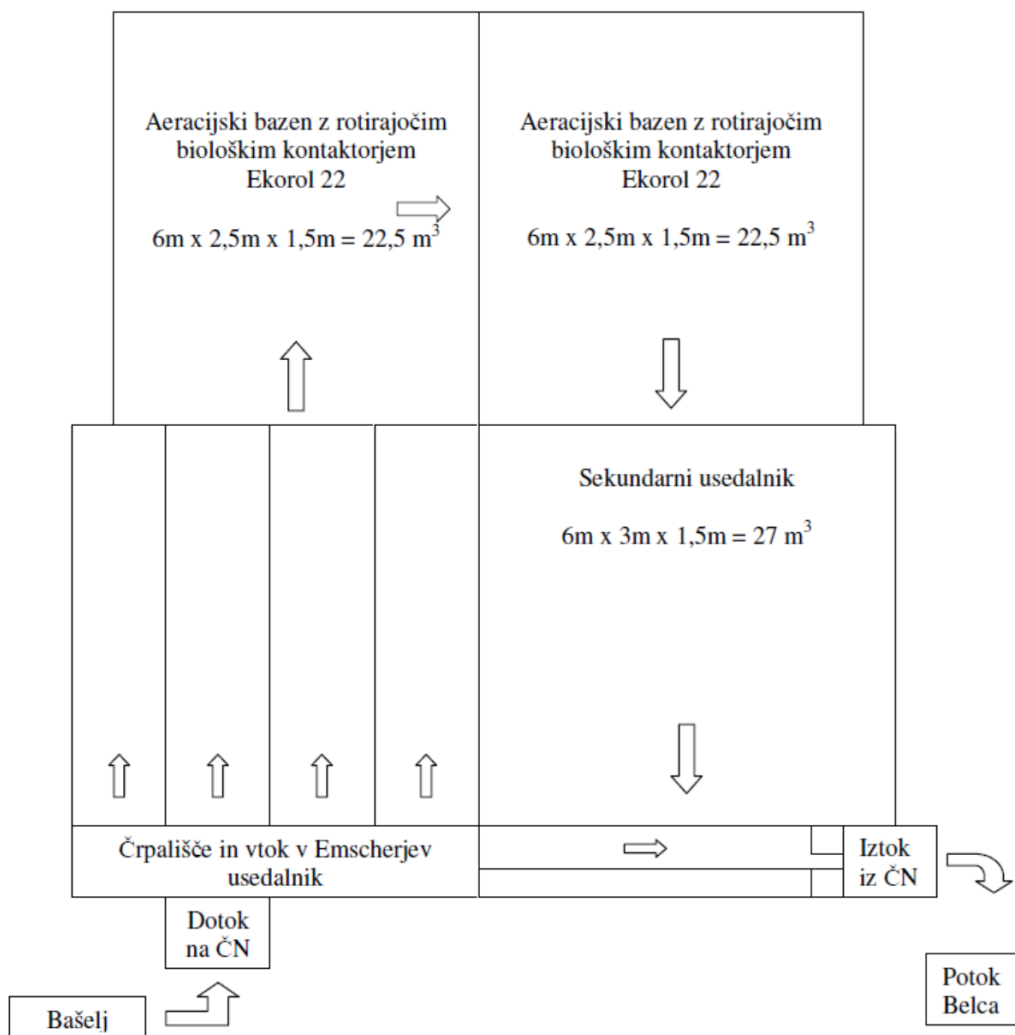 Aeracijski bazen z rotirajočim
biološkim kontaktorjem
Ekorol 22
6m x 2,5m x 1,5m = 22,5 m³
Aeracijski bazen z rotirajočim
biološkim kontaktorjem
Ekorol 22
6m x 2,5m x 1,5m = 22,5 m³
Sekundarni usedalnik
6m x 3m x 1,5m = 27 m³
Črpališče in vtok v Emscherjev
usedalnik
Iztok
iz ČN
Dotok
na ČN
Bašelj
Potok
Belca